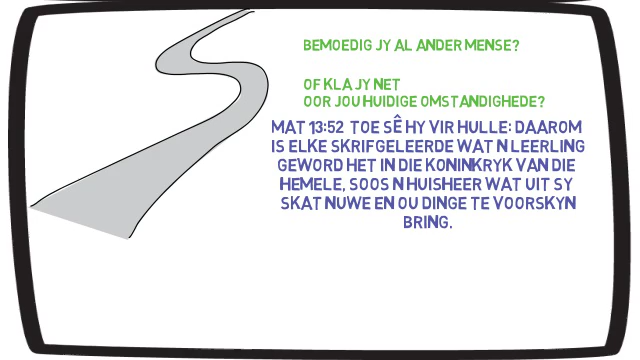 BEMOEDIG JY AL ANDER MENSE?
OF KLA JY NET
OOR JOU HUIDIGE OMSTANDIGHEDE?
MAT 13:52 TOE SÊ HY VIR HULLE: DAAROM
IS ELKE SKRIFGELEERDE WAT N LEERLING
GEWORD HET IN DIE KONINKRYK VAN DIE
HEMELE, SOOS N HUISHEER WAT UIT SY
SKAT NUWE EN OU DINGE TE VOORSKYN
BRING.